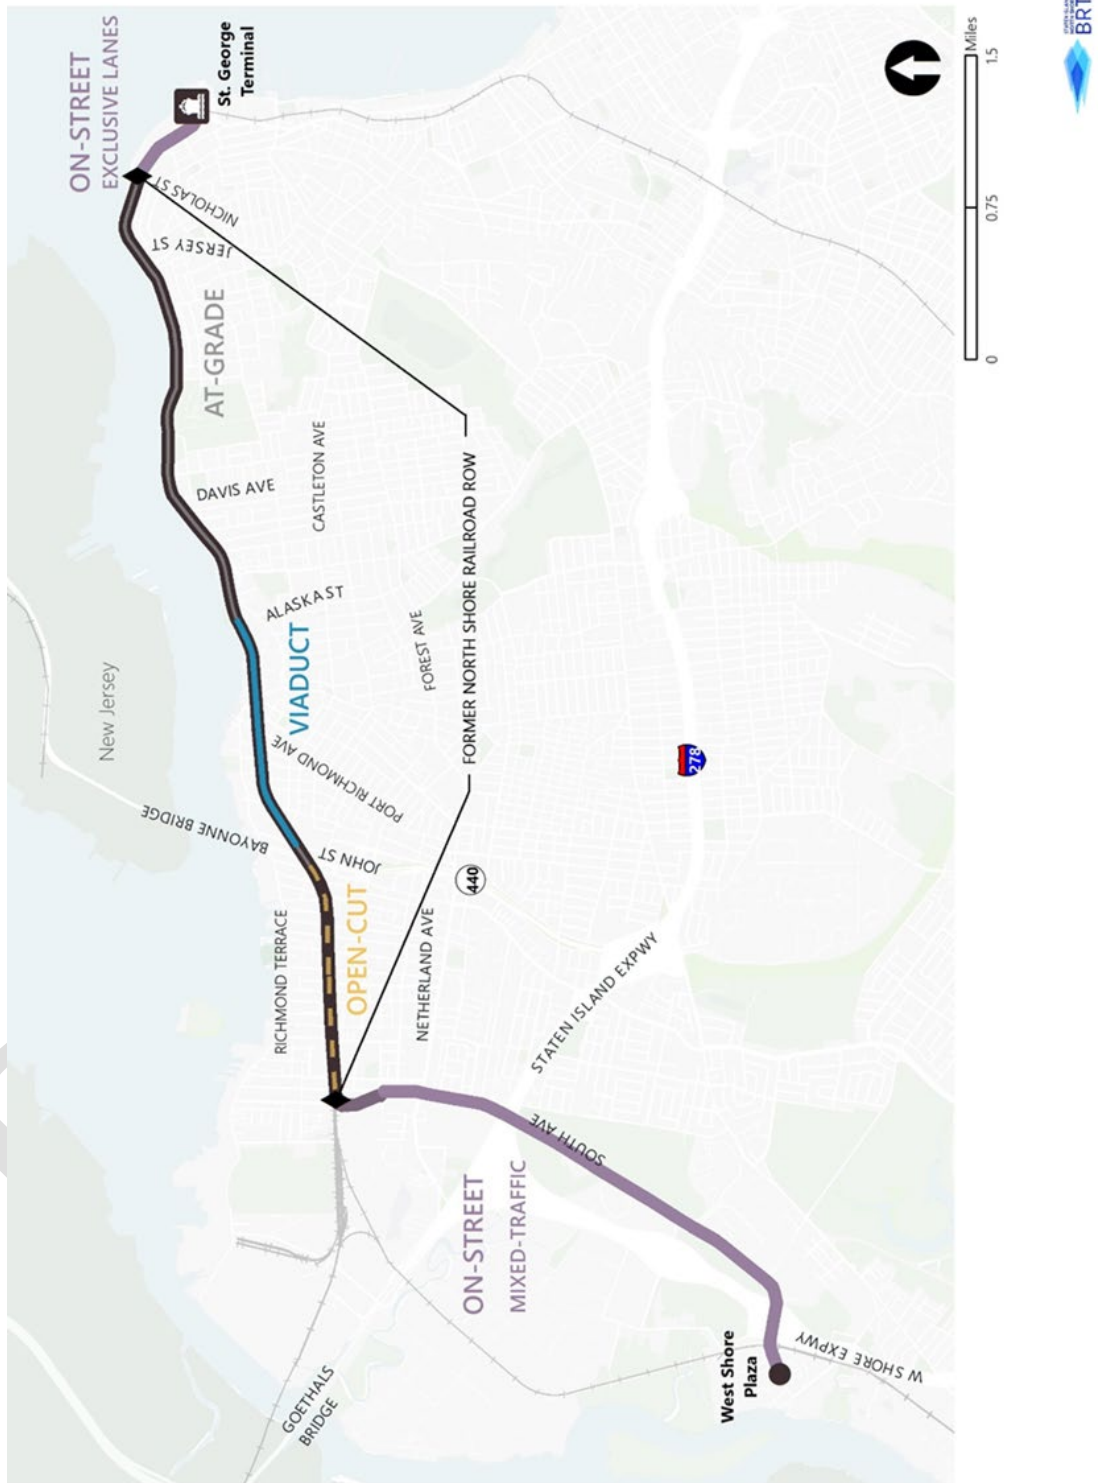 ON-STREET
EXCLUSIVE LANES
St. George
Terminal
NICHOLAS ST
JERSEY ST
AT-GRADE
DAVIS AVE
CASTLETON AVE
ALASKA ST
FOREST AVE
VIADUCT
New Jersey
PORT RICHMOND AVE
BAYONNE BRIDGE
JOHN ST
FORMER NORTH SHORE RAILROAD ROW
278
440
OPEN-CUT
RICHMOND TERRACE
NETHERLAND AVE
STATEN ISLAND EXPWY
SOUTH AVE
ON-STREET
MIXED-TRAFFIC
GOETHALS
BRIDGE
West Shore
Plaza
W SHORE EXPWY
0
0.75
1.5
Miles
BRT